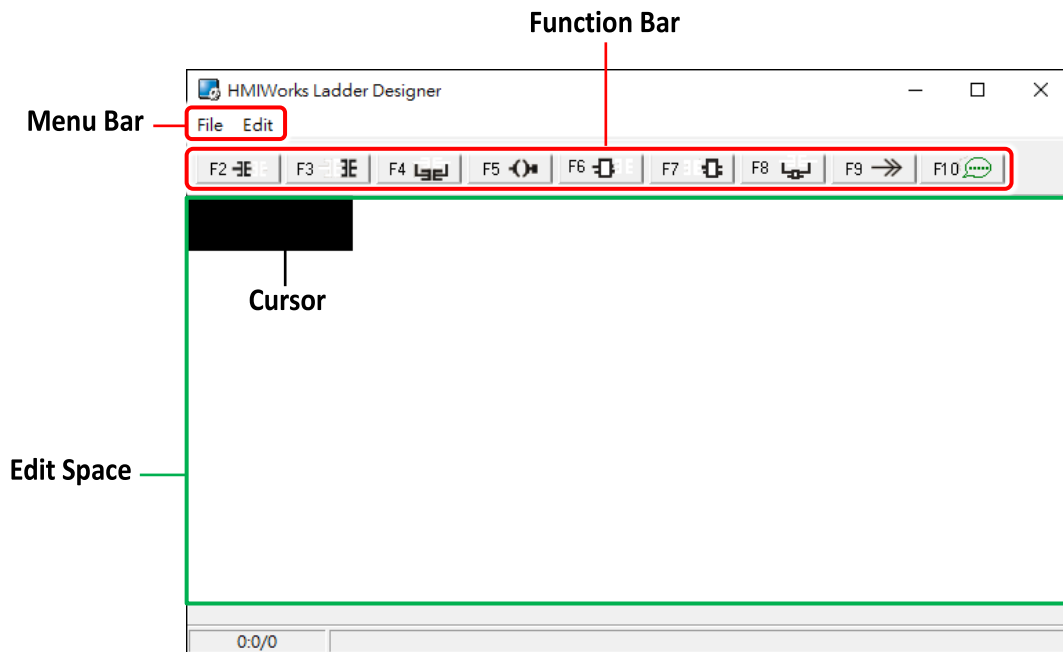 Function Bar
HMIWorks Ladder Designer
Menu Bar
File Edit
F2 F3 F4 F5 F6 F7 F8 F9 F10
Cursor
Edit Space
0:0/0